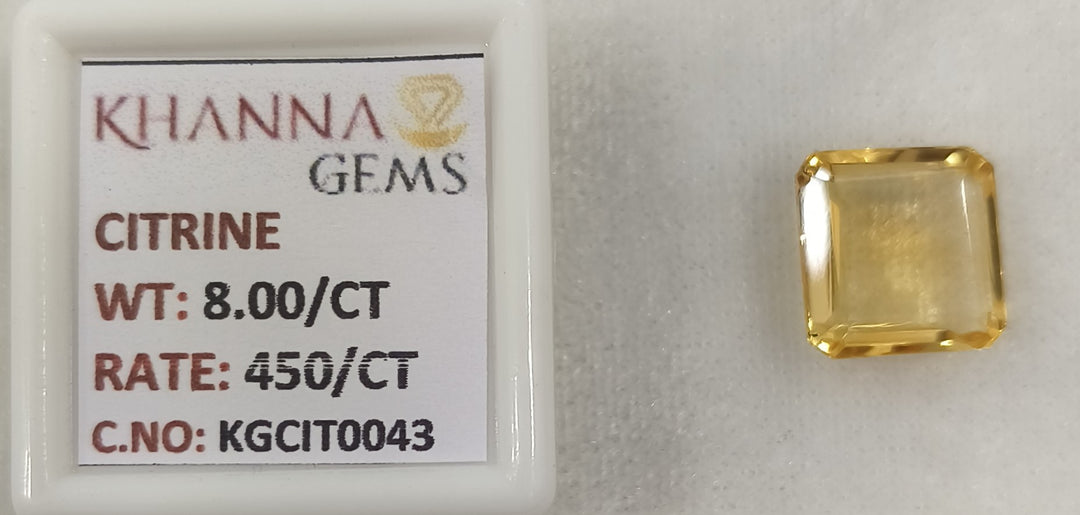 KHANNA
GEMS
CITRINE
WT: 8.00/CT
RATE: 450/CT
C.NO: KGCIT0043